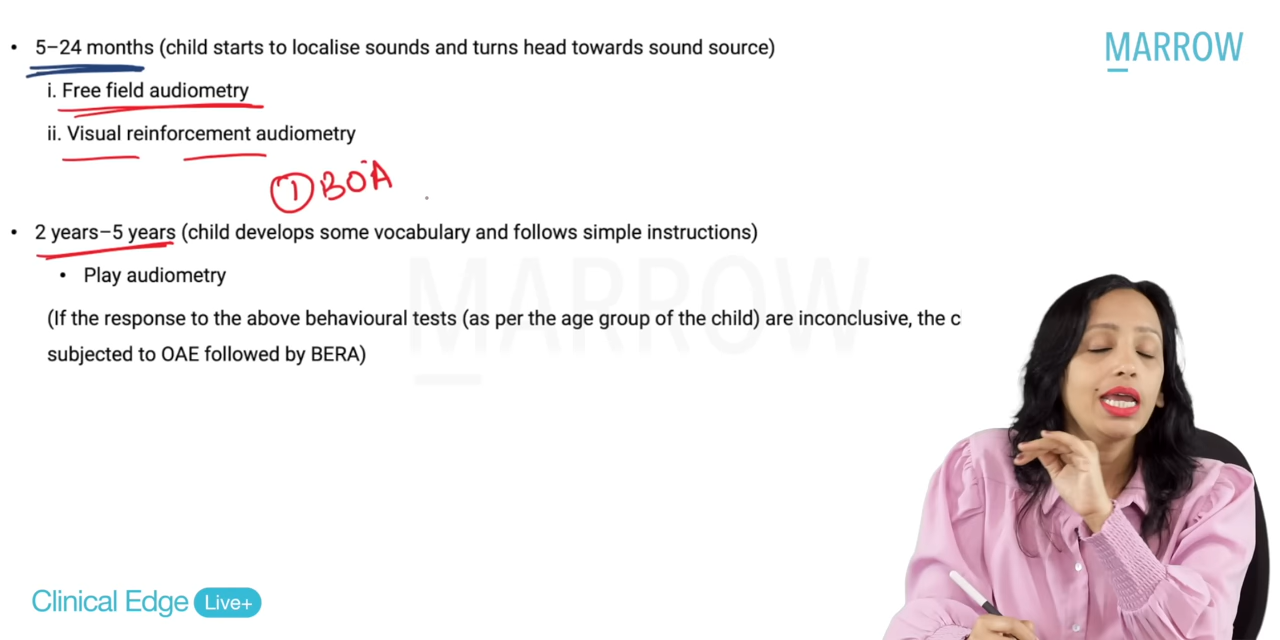 MARROW
• 5–24 months (child starts to localise sounds and turns head towards sound source)
i. Free field audiometry
ii. Visual reinforcement audiometry
① BOA
• 2 years–5 years (child develops some vocabulary and follows simple instructions)
• Play audiometry
MARROW
(If the response to the above behavioural tests (as per the age group of the child) are inconclusive, the c
subjected to OAE followed by BERA)
Clinical Edge Live+